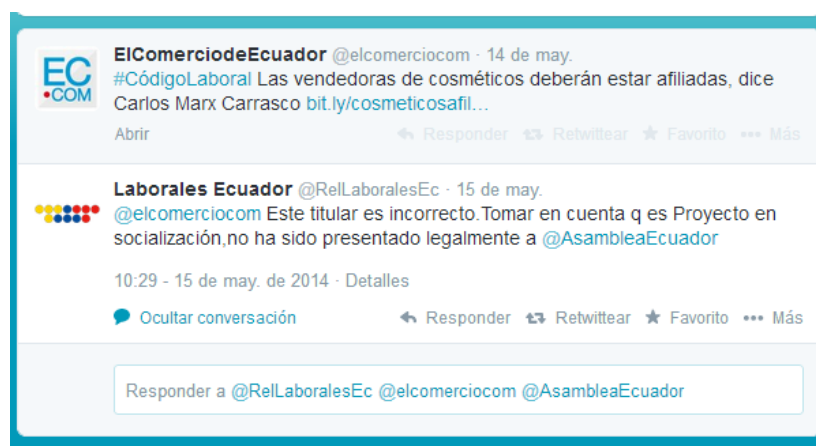 EC
.COM
ElComerciodeEcuador @elcomerciocom · 14 de may.
#CódigoLaboral Las vendedoras de cosméticos deberán estar afiliadas, dice
Carlos Marx Carrasco bit.ly/cosmeticosafil...
Abrir Responder Retwittear Favorito Más
Laborales Ecuador @RelLaboralesEc · 15 de may.
@elcomerciocom Este titular es incorrecto.Tomar en cuenta q es Proyecto en
socialización,no ha sido presentado legalmente a @AsambleaEcuador
10:29 - 15 de may. de 2014 · Detalles
Ocultar conversación Responder Retwittear Favorito Más
Responder a @RelLaboralesEc @elcomerciocom @AsambleaEcuador